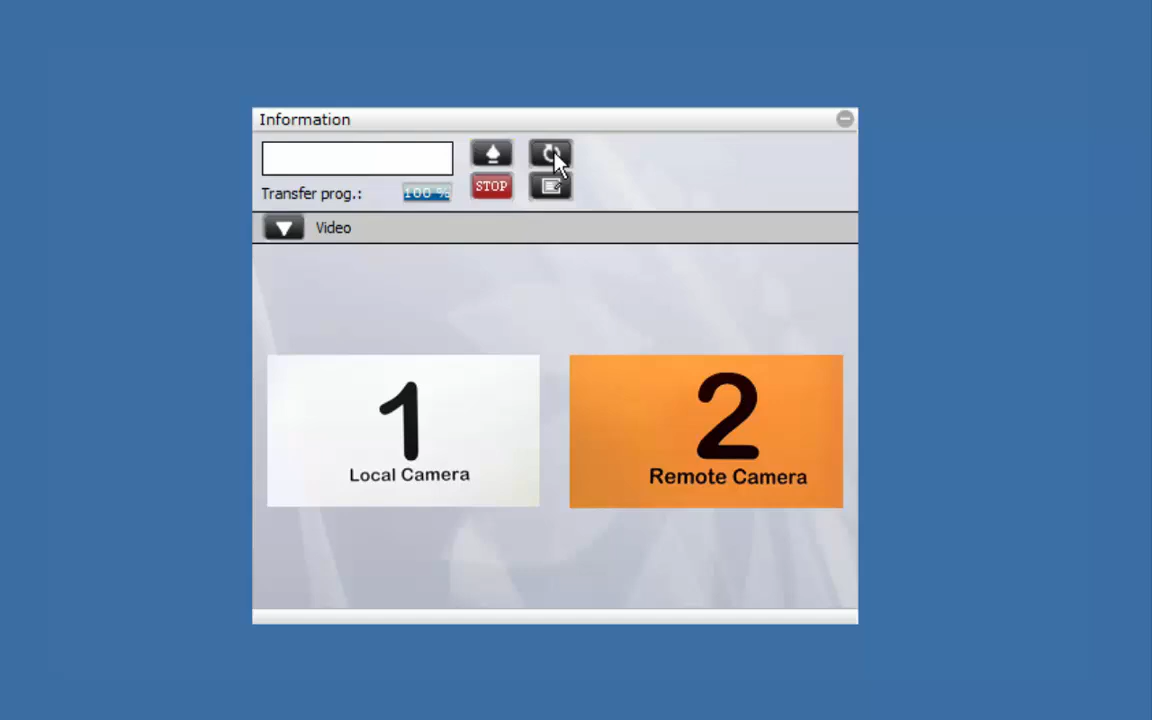 Information
Transfer prog.: 100 %
STOP
Video
1
Local Camera
2
Remote Camera